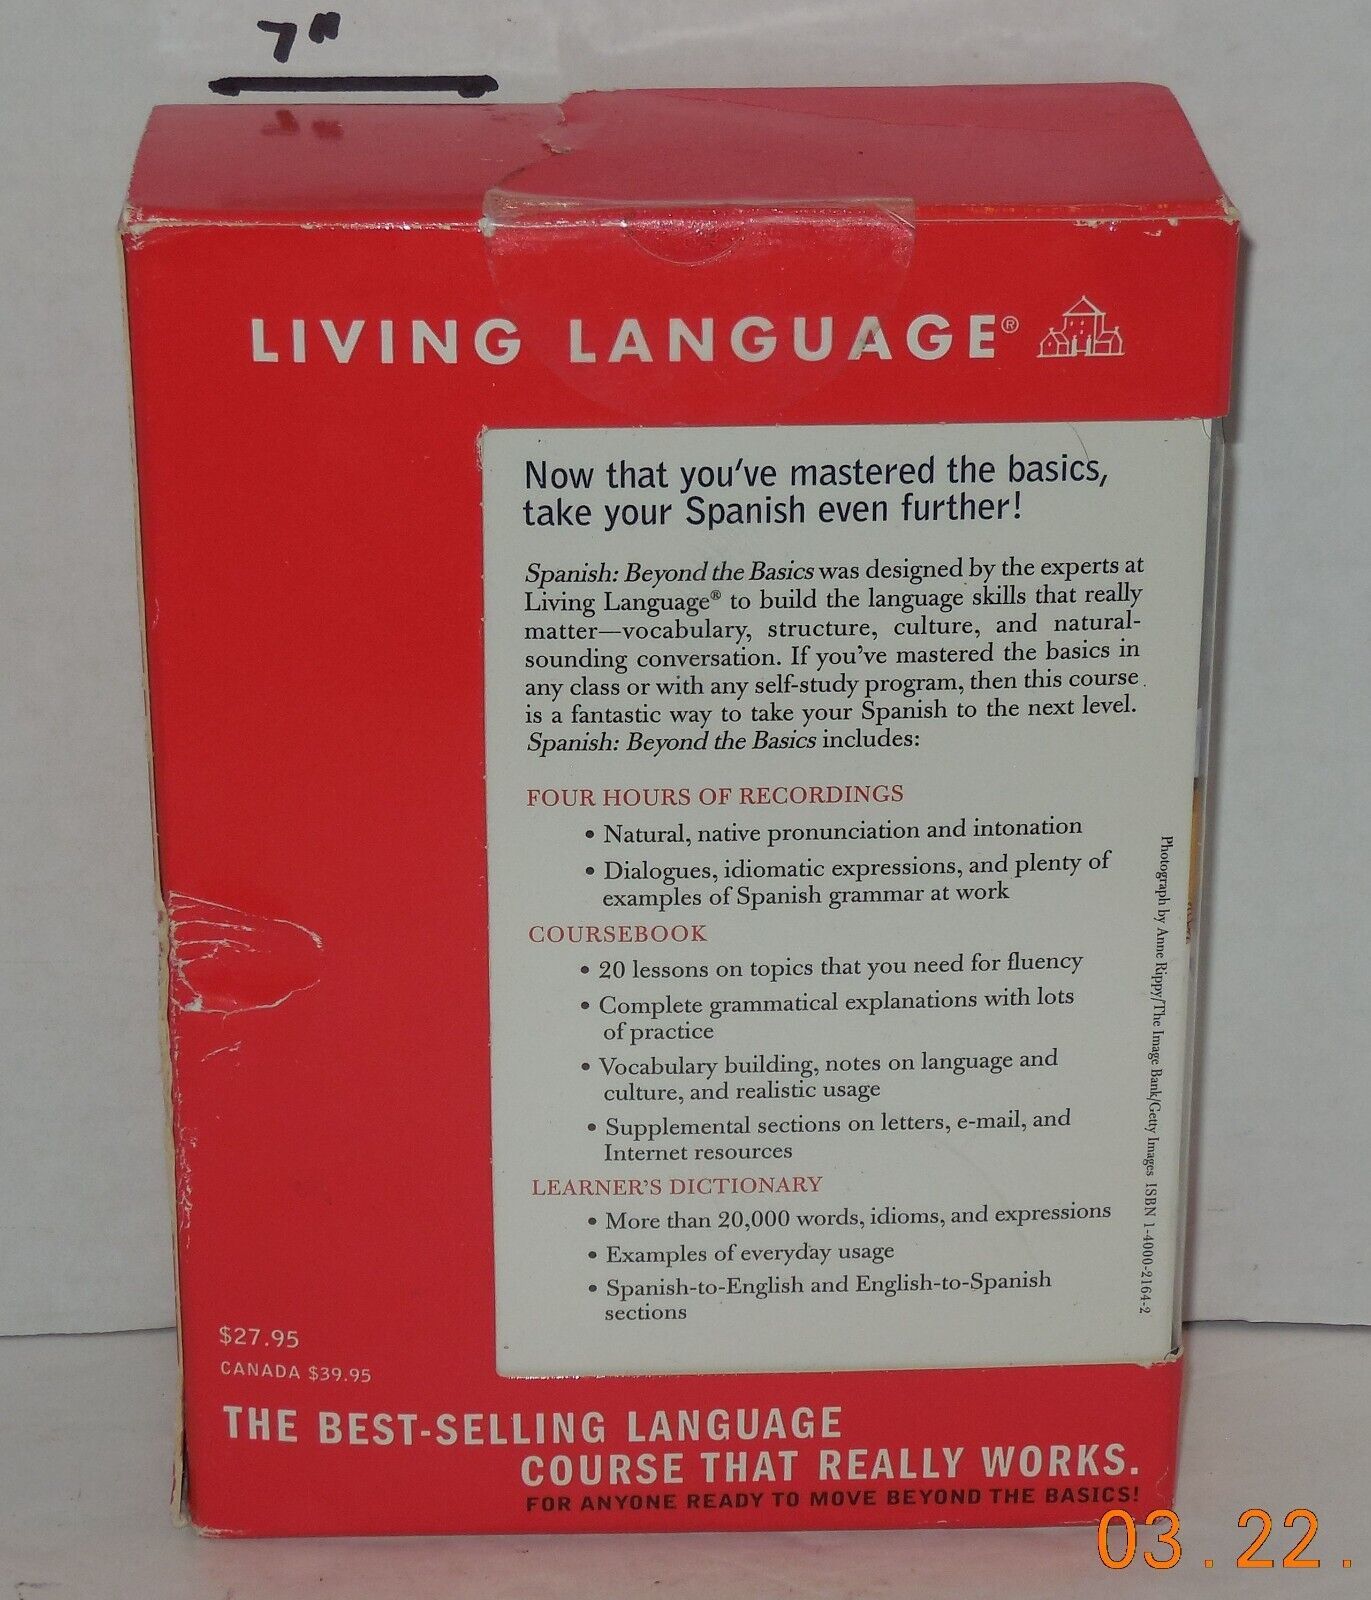 7"
LIVING LANGUAGE®
Now that you've mastered the basics,
take your Spanish even further!
Spanish: Beyond the Basics was designed by the experts at
Living Language® to build the language skills that really
matter—vocabulary, structure, culture, and natural-
sounding conversation. If you've mastered the basics in
any class or with any self-study program, then this course
is a fantastic way to take your Spanish to the next level.
Spanish: Beyond the Basics includes:
FOUR HOURS OF RECORDINGS
• Natural, native pronunciation and intonation
• Dialogues, idiomatic expressions, and plenty of
examples of Spanish grammar at work
COURSEBOOK
• 20 lessons on topics that you need for fluency
• Complete grammatical explanations with lots
of practice
• Vocabulary building, notes on language and
culture, and realistic usage
• Supplemental sections on letters, e-mail, and
Internet resources
LEARNER'S DICTIONARY
• More than 20,000 words, idioms, and expressions
• Examples of everyday usage
• Spanish-to-English and English-to-Spanish
sections
Photograph by Anne Rippy/The Image Bank/Getty Images ISBN 1-4000-2164-2
$27.95
CANADA $39.95
THE BEST-SELLING LANGUAGE
COURSE THAT REALLY WORKS.
FOR ANYONE READY TO MOVE BEYOND THE BASICS!
03.22.